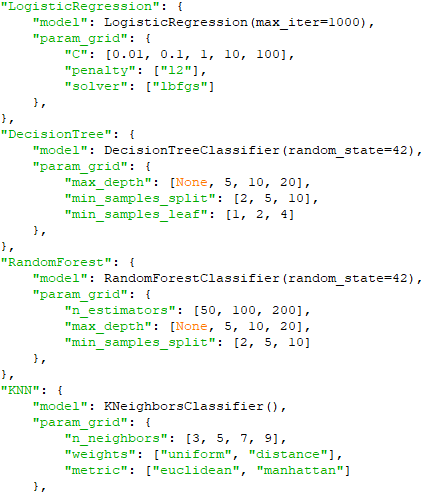 "LogisticRegression": {
    "model": LogisticRegression(max_iter=1000),
    "param_grid": {
        "C": [0.01, 0.1, 1, 10, 100],
        "penalty": ["l2"],
        "solver": ["lbfgs"]
    },
},
"DecisionTree": {
    "model": DecisionTreeClassifier(random_state=42),
    "param_grid": {
        "max_depth": [None, 5, 10, 20],
        "min_samples_split": [2, 5, 10],
        "min_samples_leaf": [1, 2, 4]
    },
},
"RandomForest": {
    "model": RandomForestClassifier(random_state=42),
    "param_grid": {
        "n_estimators": [50, 100, 200],
        "max_depth": [None, 5, 10, 20],
        "min_samples_split": [2, 5, 10]
    },
},
"KNN": {
    "model": KNeighborsClassifier(),
    "param_grid": {
        "n_neighbors": [3, 5, 7, 9],
        "weights": ["uniform", "distance"],
        "metric": ["euclidean", "manhattan"]
    },